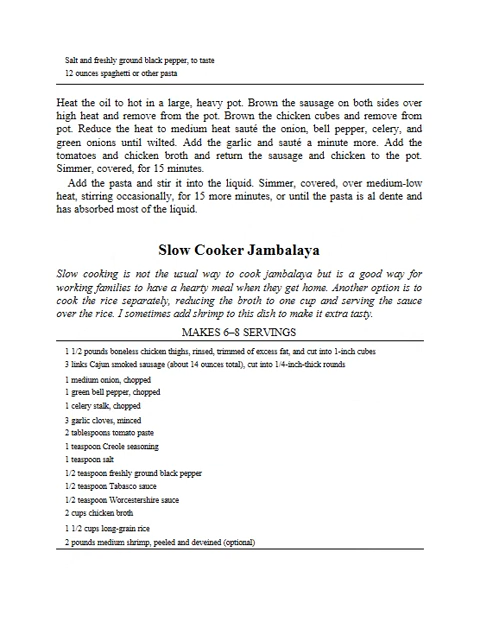 Salt and freshly ground black pepper, to taste
12 ounces spaghetti or other pasta
Heat the oil to hot in a large, heavy pot. Brown the sausage on both sides over
high heat and remove from the pot. Brown the chicken cubes and remove from
pot. Reduce the heat to medium heat sauté the onion, bell pepper, celery, and
green onions until wilted. Add the garlic and sauté a minute more. Add the
tomatoes and chicken broth and return the sausage and chicken to the pot.
Simmer, covered, for 15 minutes.
Add the pasta and stir it into the liquid. Simmer, covered, over medium-low
heat, stirring occasionally, for 15 more minutes, or until the pasta is al dente and
has absorbed most of the liquid.
Slow Cooker Jambalaya
Slow cooking is not the usual way to cook jambalaya but is a good way for
working families to have a hearty meal when they get home. Another option is to
cook the rice separately, reducing the broth to one cup and serving the sauce
over the rice. I sometimes add shrimp to this dish to make it extra tasty.
MAKES 6–8 SERVINGS
1 1/2 pounds boneless chicken thighs, rinsed, trimmed of excess fat, and cut into 1-inch cubes
3 links Cajun smoked sausage (about 14 ounces total), cut into 1/4-inch-thick rounds
1 medium onion, chopped
1 green bell pepper, chopped
1 celery stalk, chopped
3 garlic cloves, minced
2 tablespoons tomato paste
1 teaspoon Creole seasoning
1 teaspoon salt
1/2 teaspoon freshly ground black pepper
1/2 teaspoon Tabasco sauce
1/2 teaspoon Worcestershire sauce
2 cups chicken broth
1 1/2 cups long-grain rice
2 pounds medium shrimp, peeled and deveined (optional)